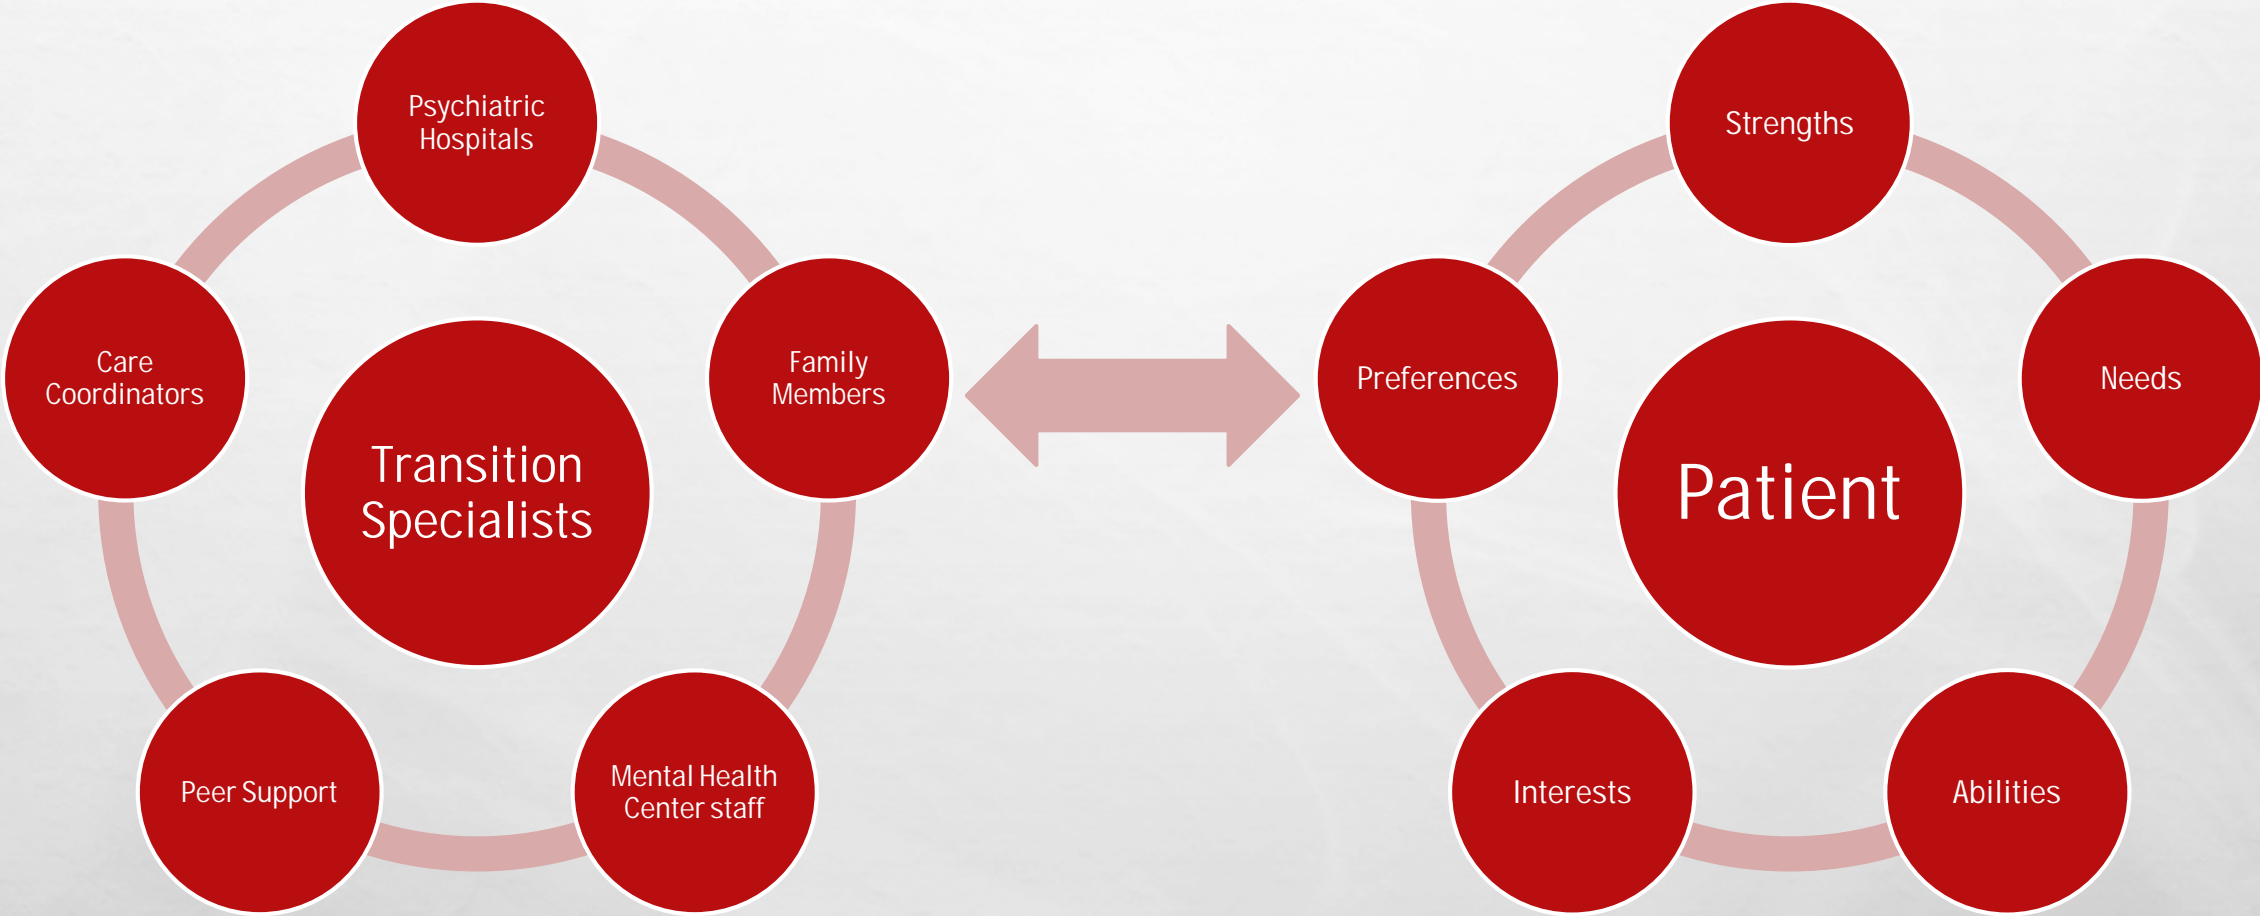 Psychiatric
Hospitals
Family
Members
Mental Health
Center staff
Peer Support
Care
Coordinators
Transition
Specialists
Strengths
Needs
Abilities
Interests
Preferences
Patient